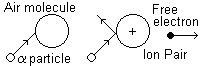 Air molecule
α particle
+
Free
electron
Ion Pair